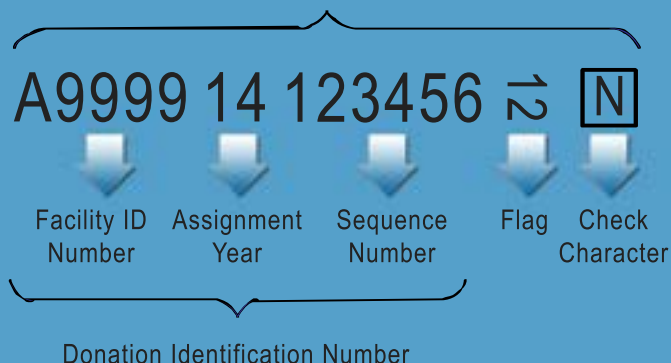 A9999 14 123456 12 N
Facility ID Assignment Sequence Flag Check
Number Year Number Character
Donation Identification Number